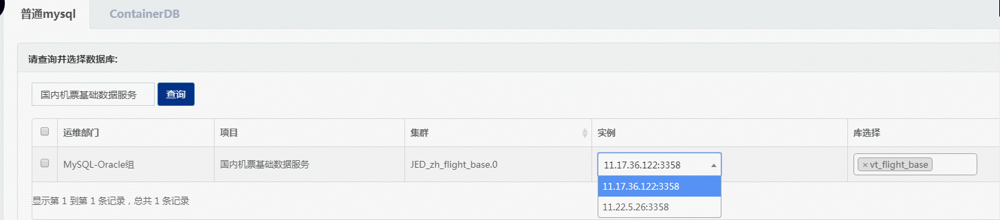 普通mysql ContainerDB
请查询并选择数据库:
国内机票基础数据服务 查询
运维部门 项目 集群 实例 库选择
MySQL-Oracle组 国内机票基础数据服务 JED_zh_flight_base.0 11.17.36.122:3358 ×vt_flight_base
11.17.36.122:3358
11.22.5.26:3358
显示第 1 到第 1 条记录，总共 1 条记录